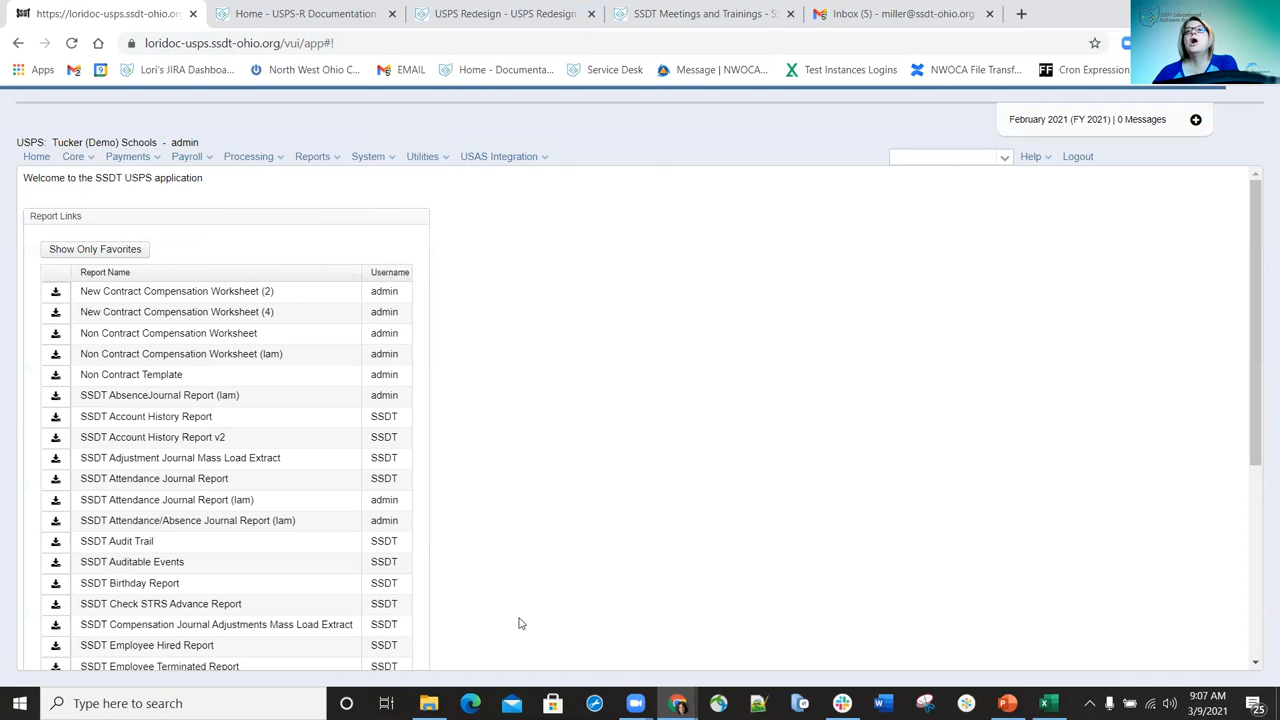 https://loridoc.ssdt-ohio.org/
Home - USPS-R Documentation
USPS Redesign - USPS Redesign
SSDT Meetings and Trainings - S
Inbox (5) - miller@ssdt-ohio.org
loridoc-usps.ssdt-ohio.org/vui/app#!
Apps
Lori's JIRA Dashboa...
North West Ohio C...
EMAIL
Home - Documenta...
Service Desk
Message | NWOCA...
Test Instances Logins
NWOCA File Transf...
FF Cron Expression
February 2021 (FY 2021) | 0 Messages
USPS: Tucker (Demo) Schools - admin
Home Core Payments Payroll Processing Reports System Utilities USAS Integration Help Logout
Welcome to the SSDT USPS application
Report Links
Show Only Favorites
Report Name Username
New Contract Compensation Worksheet (2) admin
New Contract Compensation Worksheet (4) admin
Non Contract Compensation Worksheet admin
Non Contract Compensation Worksheet (lam) admin
Non Contract Template admin
SSDT AbsenceJournal Report (lam) admin
SSDT Account History Report SSDT
SSDT Account History Report v2 SSDT
SSDT Adjustment Journal Mass Load Extract SSDT
SSDT Attendance Journal Report SSDT
SSDT Attendance Journal Report (lam) admin
SSDT Attendance/Absence Journal Report (lam) admin
SSDT Audit Trail SSDT
SSDT Auditable Events SSDT
SSDT Birthday Report SSDT
SSDT Check STRS Advance Report SSDT
SSDT Compensation Journal Adjustments Mass Load Extract SSDT
SSDT Employee Hired Report SSDT
SSDT Employee Terminated Report SSDT
Type here to search
9:07 AM
3/9/2021
25